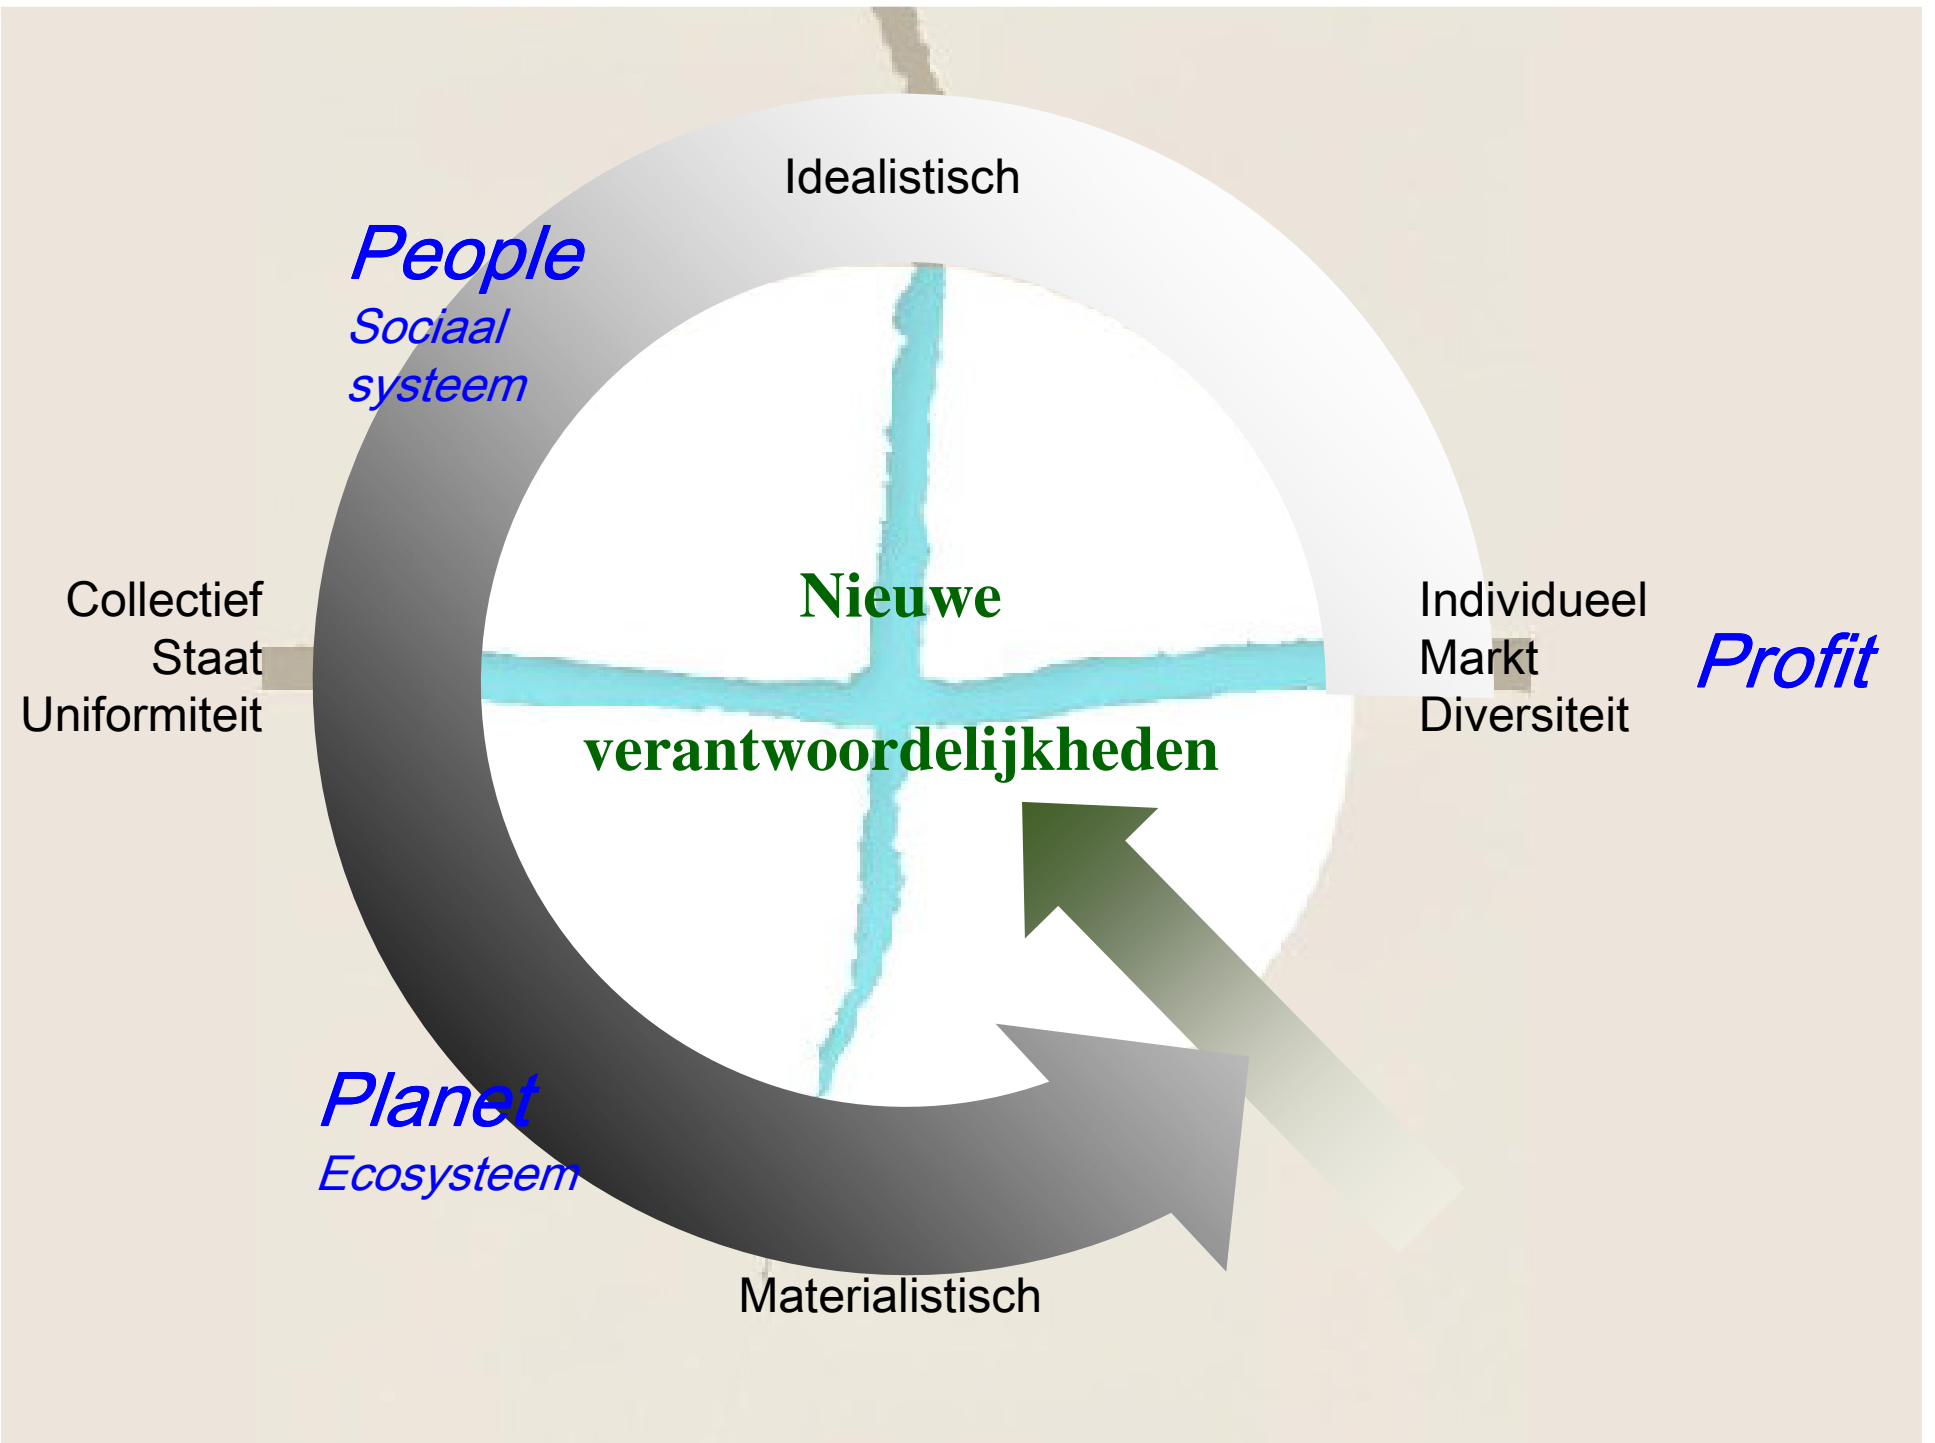 Idealistisch
People
Sociaal
systeem
Collectief
Staat
Uniformiteit
Nieuwe
verantwoordelijkheden
Individueel
Markt
Diversiteit
Profit
Planet
Ecosysteem
Materialistisch